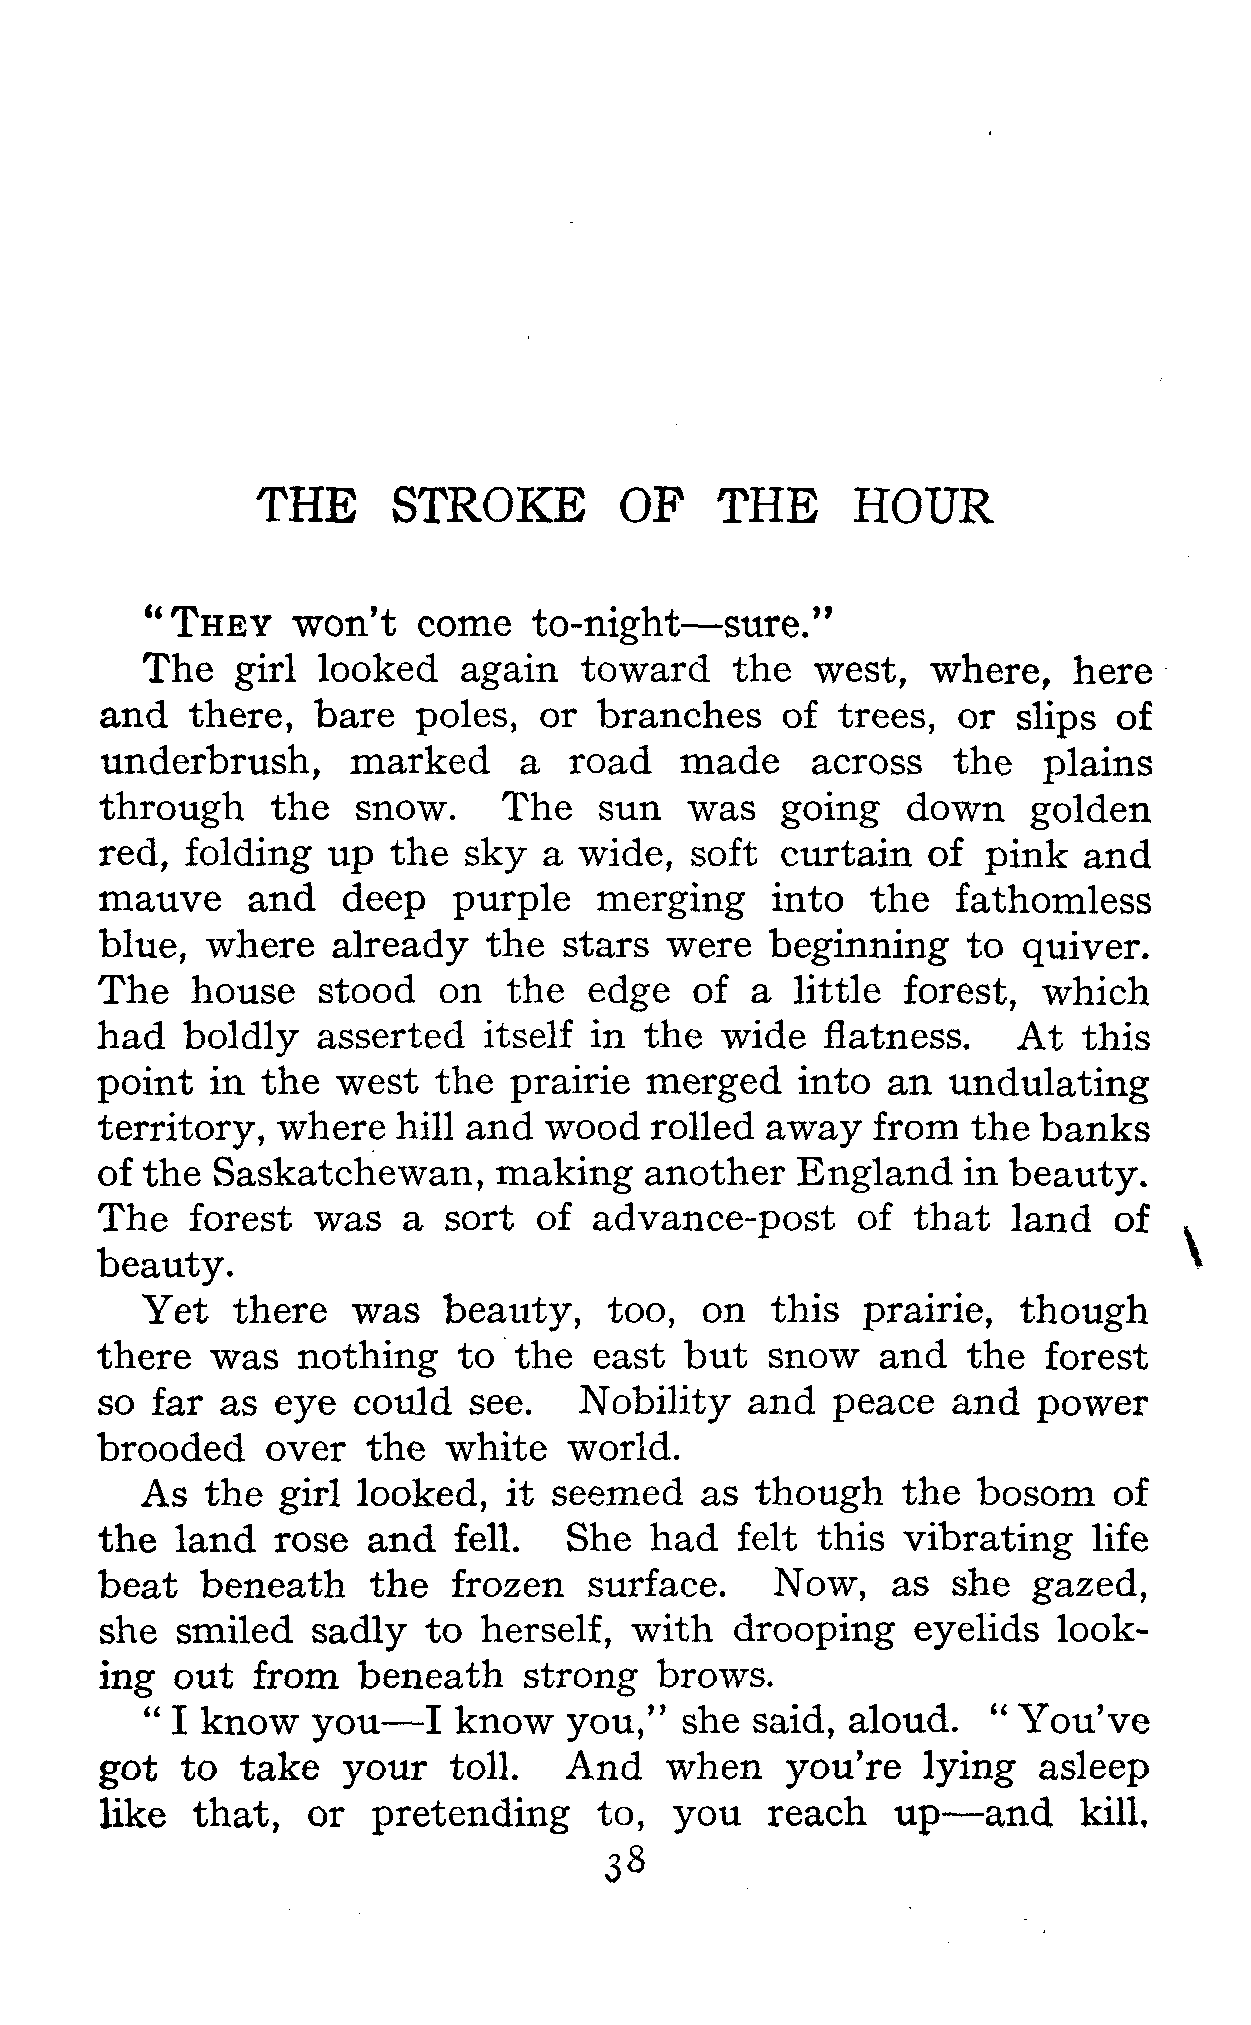 THE STROKE OF THE HOUR
"THEY won't come to-night—sure."
The girl looked again toward the west, where, here
and there, bare poles, or branches of trees, or slips of
underbrush, marked a road made across the plains
through the snow. The sun was going down golden
red, folding up the sky a wide, soft curtain of pink and
mauve and deep purple merging into the fathomless
blue, where already the stars were beginning to quiver.
The house stood on the edge of a little forest, which
had boldly asserted itself in the wide flatness. At this
point in the west the prairie merged into an undulating
territory, where hill and wood rolled away from the banks
of the Saskatchewan, making another England in beauty.
The forest was a sort of advance-post of that land of
beauty.
Yet there was beauty, too, on this prairie, though
there was nothing to the east but snow and the forest
so far as eye could see. Nobility and peace and power
brooded over the white world.
As the girl looked, it seemed as though the bosom of
the land rose and fell. She had felt this vibrating life
beat beneath the frozen surface. Now, as she gazed,
she smiled sadly to herself, with drooping eyelids look-
ing out from beneath strong brows.
"I know you—I know you," she said, aloud. "You've
got to take your toll. And when you're lying asleep
like that, or pretending to, you reach up—and kill.
38